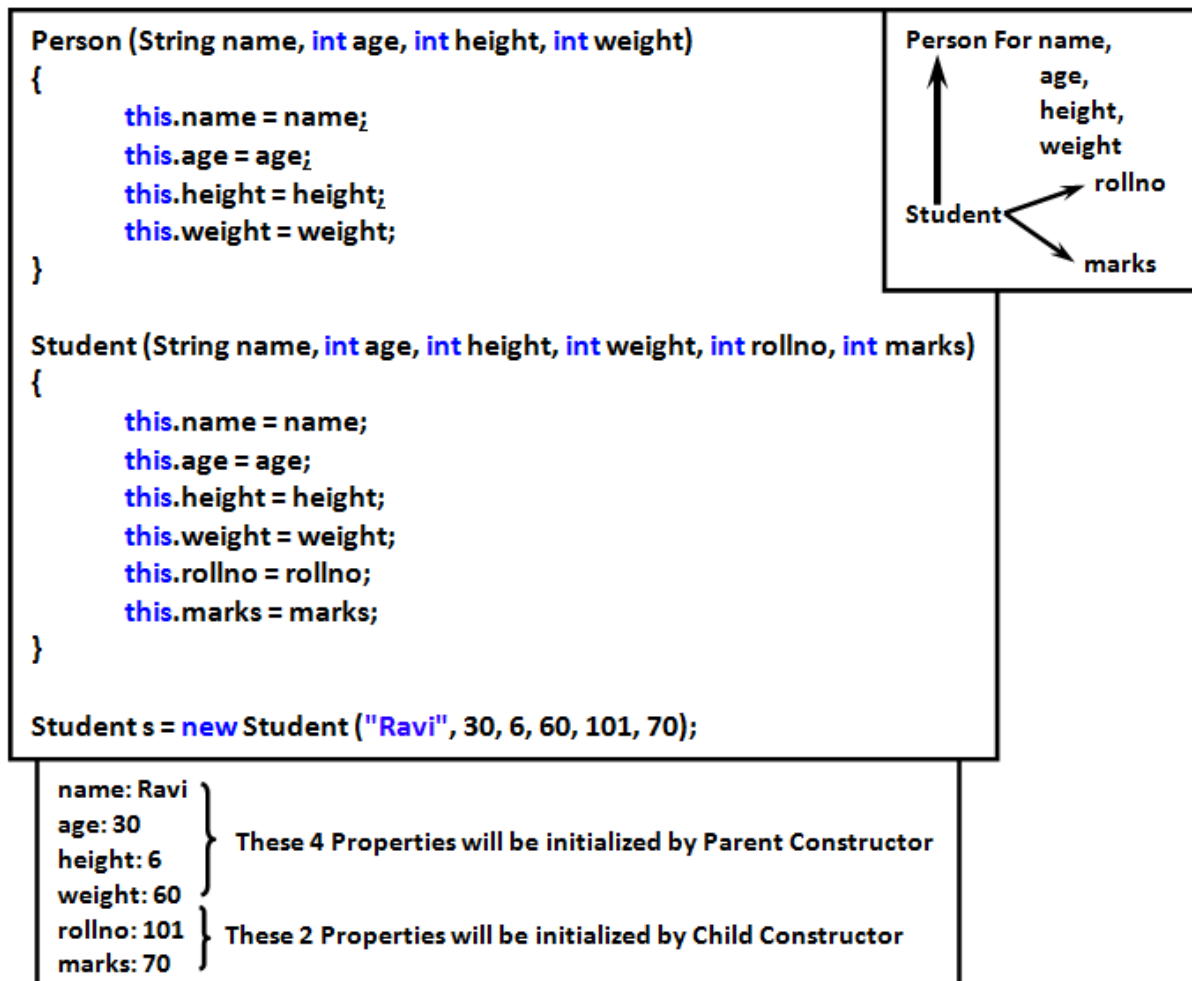 Person (String name, int age, int height, int weight)
{
this.name = name;
this.age = age;
this.height = height;
this.weight = weight;
}
Student (String name, int age, int height, int weight, int rollno, int marks)
{
this.name = name;
this.age = age;
this.height = height;
this.weight = weight;
this.rollno = rollno;
this.marks = marks;
}
Student s = new Student ("Ravi", 30, 6, 60, 101, 70);
Person For name,
age,
height,
weight
rollno
Student
marks
name: Ravi
age: 30
height: 6
weight: 60
These 4 Properties will be initialized by Parent Constructor
rollno: 101
marks: 70
These 2 Properties will be initialized by Child Constructor